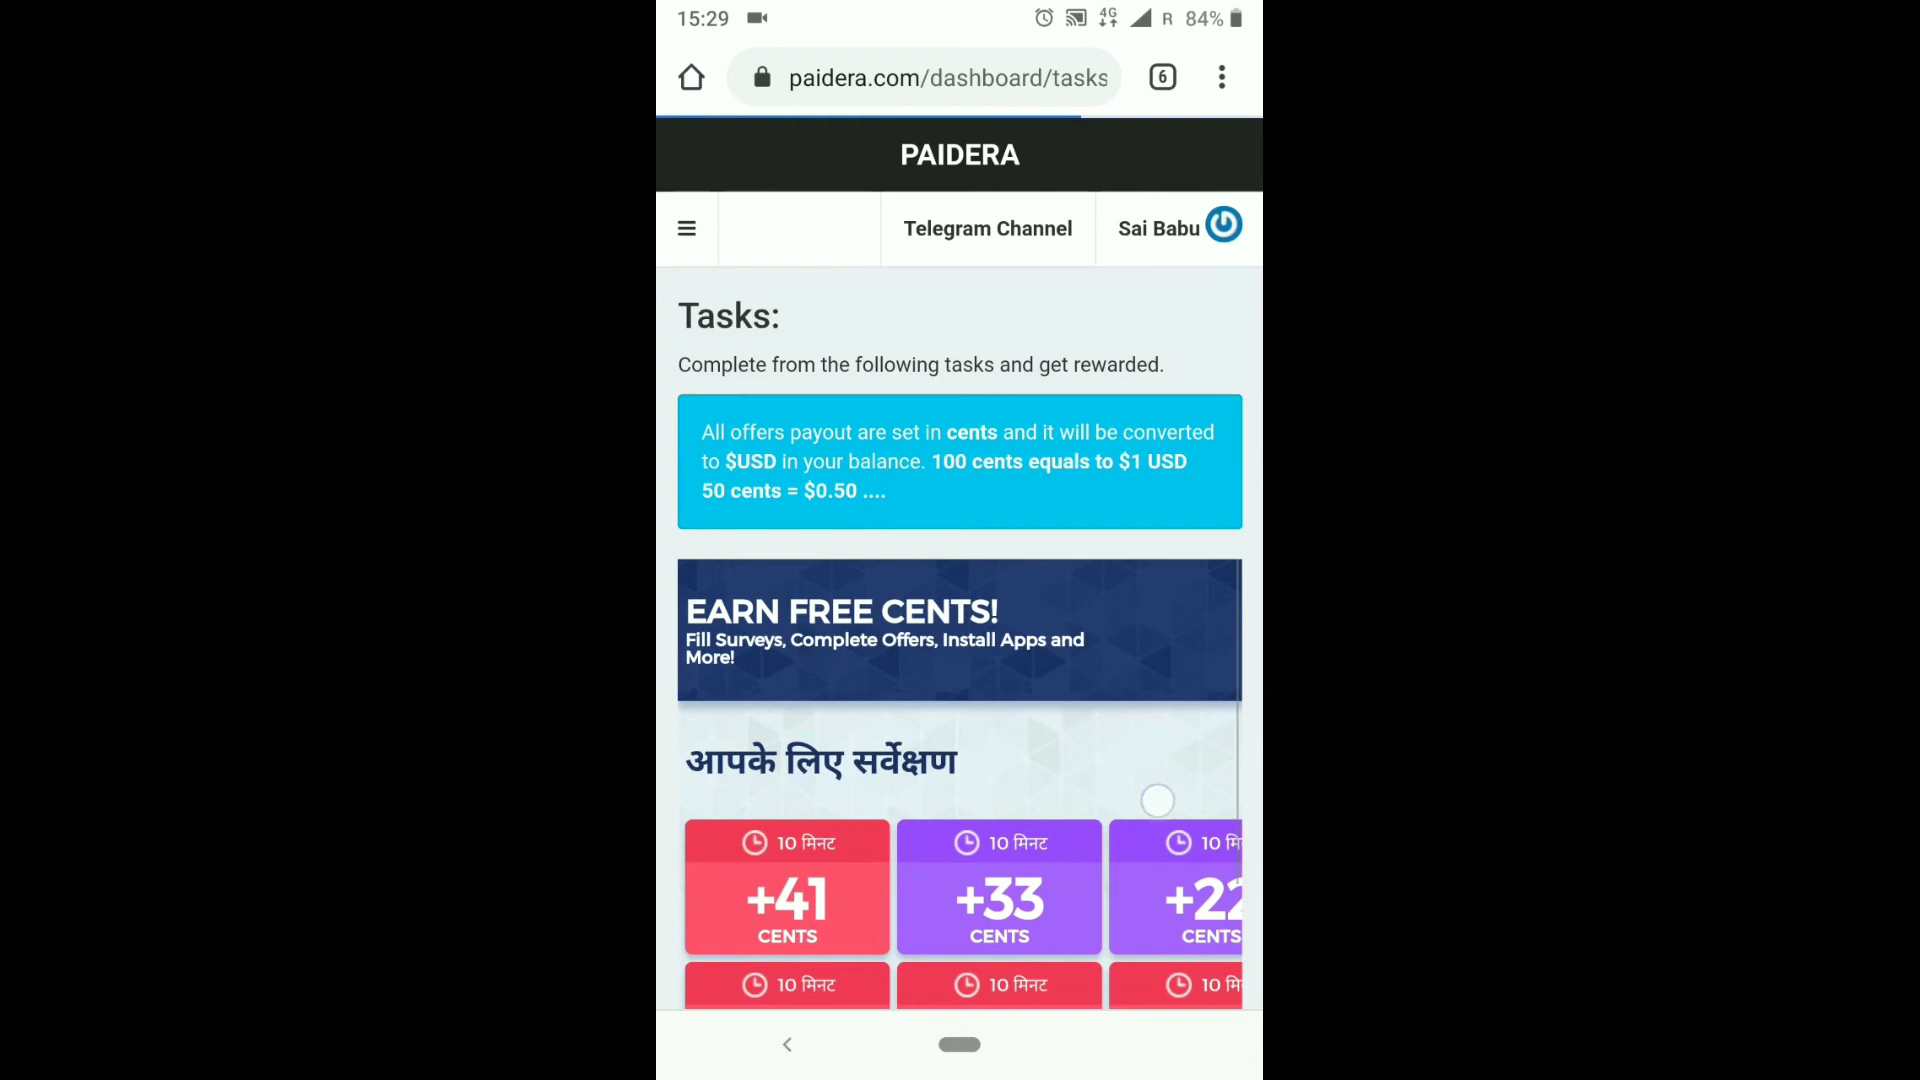 15:29 4G R 84%
paidera.com/dashboard/tasks 6
PAIDERA
Telegram Channel Sai Babu
Tasks:
Complete from the following tasks and get rewarded.
All offers payout are set in cents and it will be converted
to $USD in your balance. 100 cents equals to $1 USD
50 cents = $0.50 ....
EARN FREE CENTS!
Fill Surveys, Complete Offers, Install Apps and
More!
आपके लिए सर्वेक्षण
10 मिनट 10 मिनट 10 मि
+41 +33 +22
CENTS CENTS CENTS
10 मिनट 10 मिनट 10 मि